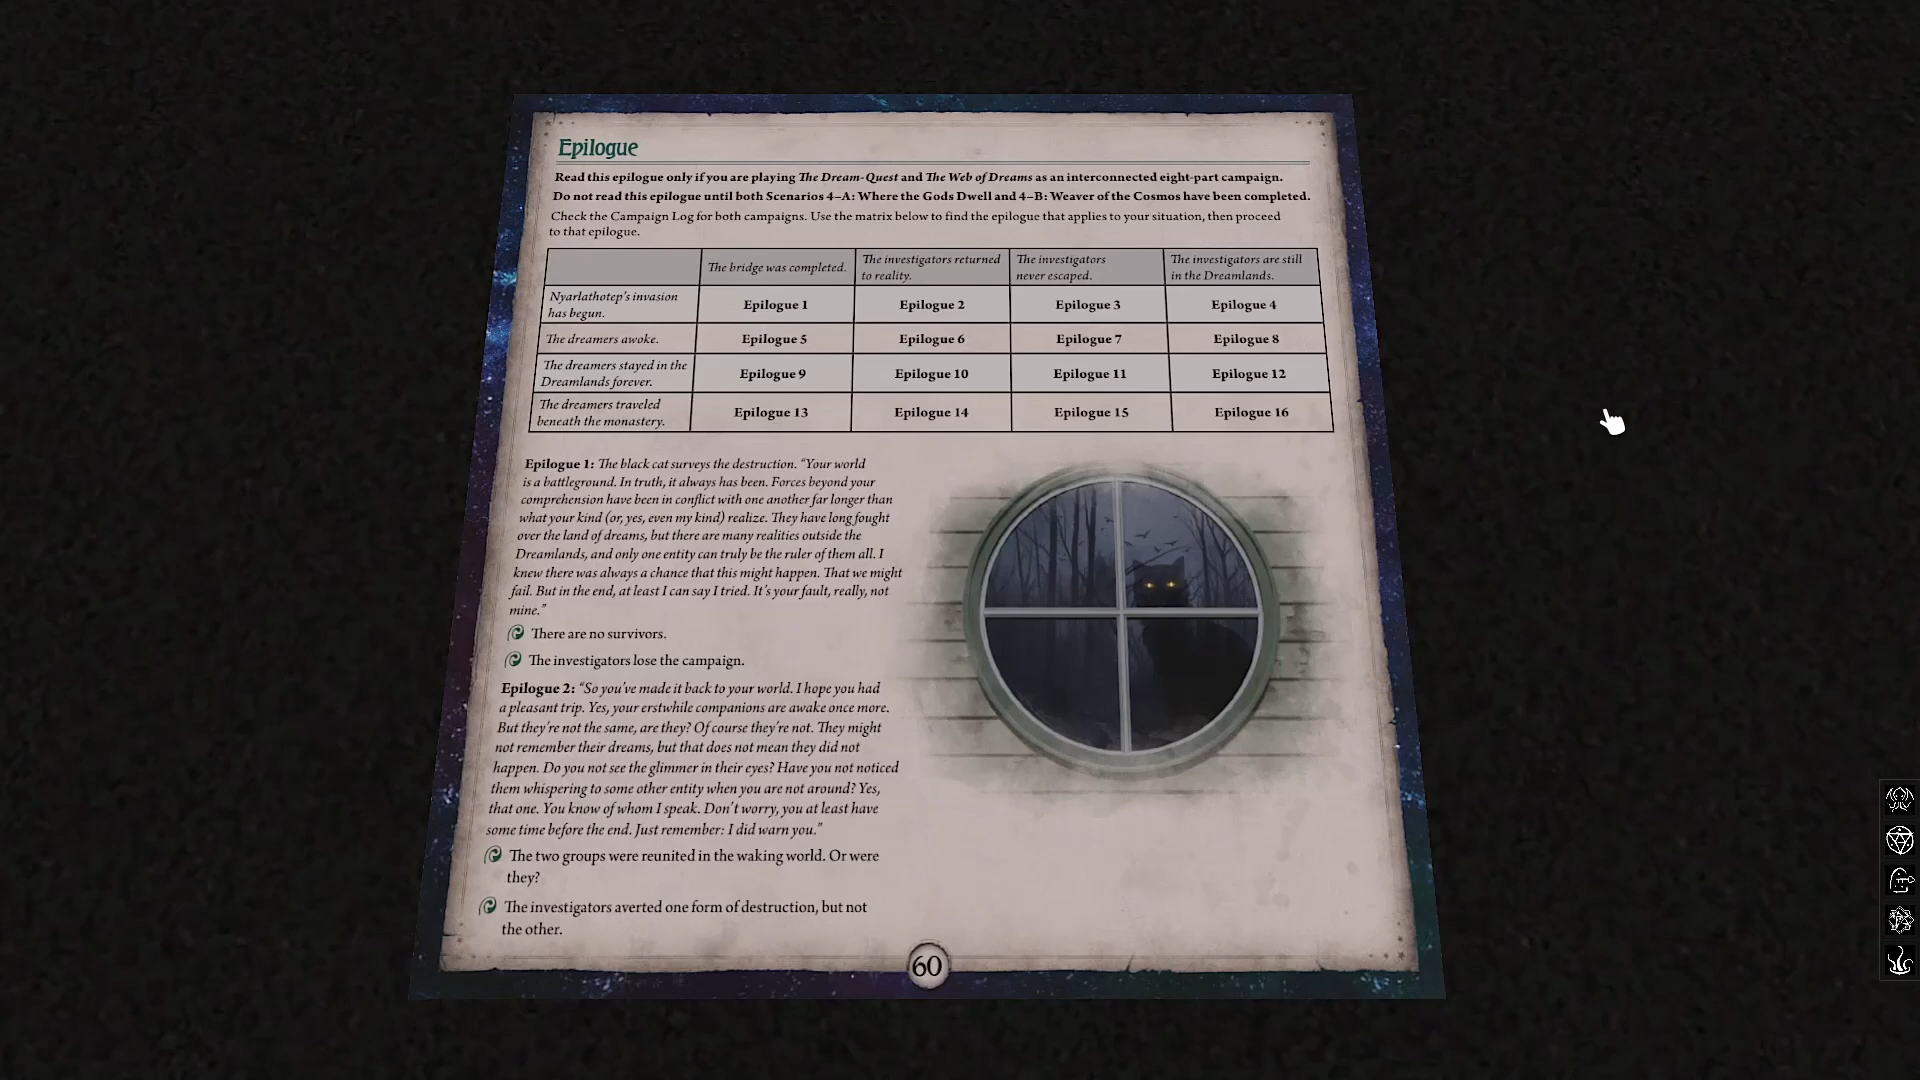 Epilogue
Read this epilogue only if you are playing The Dream-Quest and The Web of Dreams as an interconnected eight-part campaign.
Do not read this epilogue until both Scenarios 4–A: Where the Gods Dwell and 4–B: Weaver of the Cosmos have been completed.
Check the Campaign Log for both campaigns. Use the matrix below to find the epilogue that applies to your situation, then proceed
to that epilogue.
The bridge was completed.
The investigators returned
to reality.
The investigators
never escaped.
The investigators are still
in the Dreamlands.
Nyarlathotep's invasion
has begun.
Epilogue 1
Epilogue 2
Epilogue 3
Epilogue 4
The dreamers awoke.
Epilogue 5
Epilogue 6
Epilogue 7
Epilogue 8
The dreamers stayed in the
Dreamlands forever.
Epilogue 9
Epilogue 10
Epilogue 11
Epilogue 12
The dreamers traveled
beneath the monastery.
Epilogue 13
Epilogue 14
Epilogue 15
Epilogue 16
Epilogue 1: The black cat surveys the destruction. “Your world
is a battleground. In truth, it always has been. Forces beyond your
comprehension have been in conflict with one another far longer than
what your kind (or, yes, even my kind) realize. They have long fought
over the land of dreams, but there are many realities outside the
Dreamlands, and only one entity can truly be the ruler of them all. I
knew there was always a chance that this might happen. That we might
fail. But in the end, at least I can say I tried. It's your fault, really, not
mine.”
There are no survivors.
The investigators lose the campaign.
Epilogue 2: “So you've made it back to your world. I hope you had
a pleasant trip. Yes, your erstwhile companions are awake once more.
But they're not the same, are they? Of course they're not. They might
not remember their dreams, but that does not mean they did not
happen. Do you not see the glimmer in their eyes? Have you not noticed
them whispering to some other entity when you are not around? Yes,
that one. You know of whom I speak. Don't worry, you at least have
some time before the end. Just remember: I did warn you.”
The two groups were reunited in the waking world. Or were
they?
The investigators averted one form of destruction, but not
the other.
60